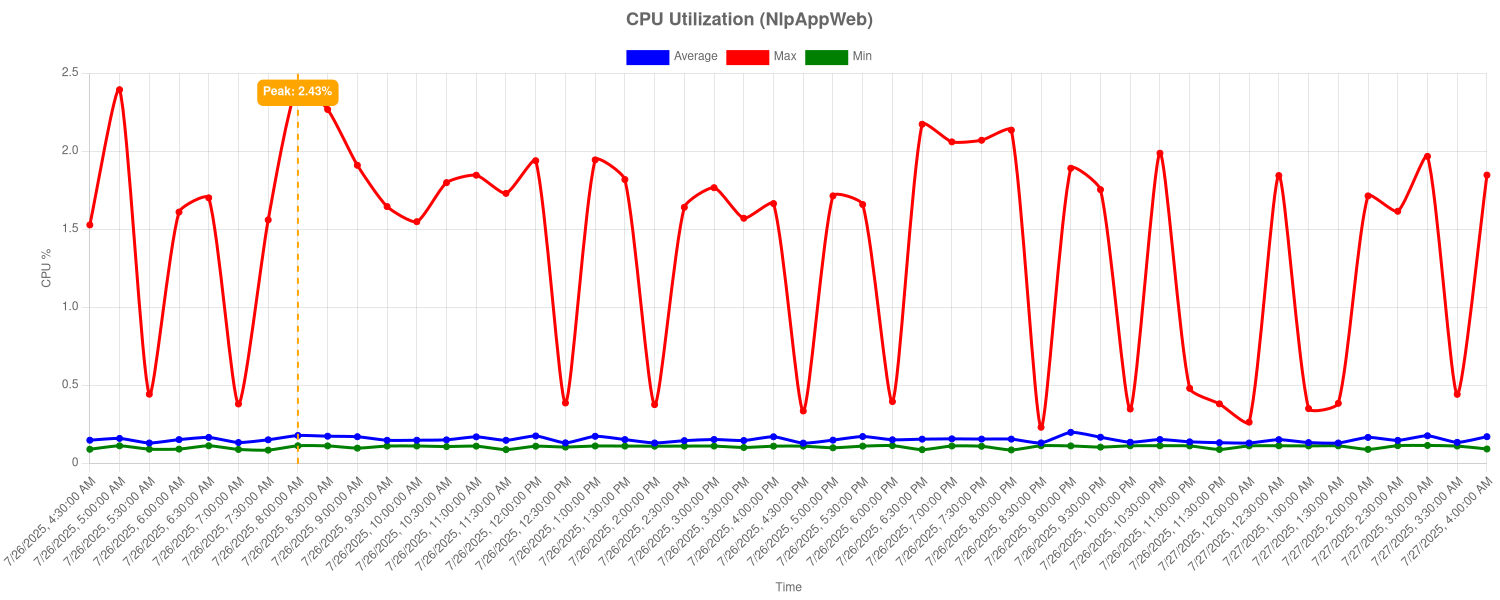 CPU Utilization (NlpAppWeb)
Average Max Min
2.5
Peak: 2.43%
2.0
1.5
CPU %
1.0
0.5
0
7/26/2025, 4:30:00 AM
7/26/2025, 5:00:00 AM
7/26/2025, 5:30:00 AM
7/26/2025, 6:00:00 AM
7/26/2025, 6:30:00 AM
7/26/2025, 7:00:00 AM
7/26/2025, 7:30:00 AM
7/26/2025, 8:00:00 AM
7/26/2025, 8:30:00 AM
7/26/2025, 9:00:00 AM
7/26/2025, 9:30:00 AM
7/26/2025, 10:00:00 AM
7/26/2025, 10:30:00 AM
7/26/2025, 11:00:00 AM
7/26/2025, 11:30:00 AM
7/26/2025, 12:00:00 PM
7/26/2025, 12:30:00 PM
7/26/2025, 1:00:00 PM
7/26/2025, 1:30:00 PM
7/26/2025, 2:00:00 PM
7/26/2025, 2:30:00 PM
7/26/2025, 3:00:00 PM
7/26/2025, 3:30:00 PM
7/26/2025, 4:00:00 PM
7/26/2025, 4:30:00 PM
7/26/2025, 5:00:00 PM
7/26/2025, 5:30:00 PM
7/26/2025, 6:00:00 PM
7/26/2025, 6:30:00 PM
7/26/2025, 7:00:00 PM
7/26/2025, 7:30:00 PM
7/26/2025, 8:00:00 PM
7/26/2025, 8:30:00 PM
7/26/2025, 9:00:00 PM
7/26/2025, 9:30:00 PM
7/26/2025, 10:00:00 PM
7/26/2025, 10:30:00 PM
7/26/2025, 11:00:00 PM
7/26/2025, 11:30:00 PM
7/27/2025, 12:00:00 AM
7/27/2025, 12:30:00 AM
7/27/2025, 1:00:00 AM
7/27/2025, 1:30:00 AM
7/27/2025, 2:00:00 AM
7/27/2025, 2:30:00 AM
7/27/2025, 3:00:00 AM
7/27/2025, 3:30:00 AM
7/27/2025, 4:00:00 AM
Time